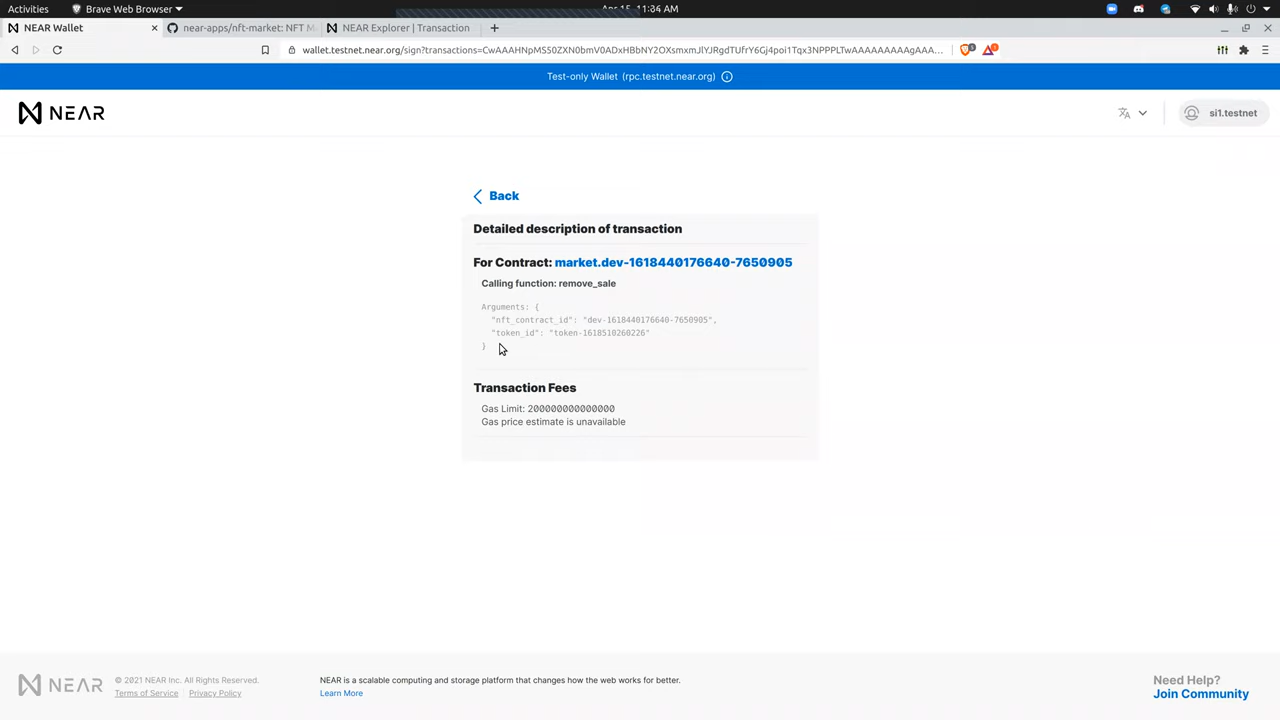 Activities
Brave Web Browser
Apr 15, 11:34 AM
NEAR Wallet
near-apps/nft-market: NFT M
NEAR Explorer | Transaction
wallet.testnet.near.org/sign?transactions=CwAAAHNpMS50ZXN0bmV0ADxHBbNY2OXsmxmJlYJRgdTUfrY6Gj4poi1Tqx3NPPPLTwAAAAAAAAgAAA...
Test-only Wallet (rpc.testnet.near.org)
NEAR
si1.testnet
Back
Detailed description of transaction
For Contract: market.dev-1618440176640-7650905
Calling function: remove_sale
Arguments: {
"nft_contract_id": "dev-1618440176640-7650905",
"token_id": "token-1618510260226"
}
Transaction Fees
Gas Limit: 200000000000000
Gas price estimate is unavailable
NEAR
© 2021 NEAR Inc. All Rights Reserved.
Terms of Service
Privacy Policy
NEAR is a scalable computing and storage platform that changes how the web works for better.
Learn More
Need Help?
Join Community